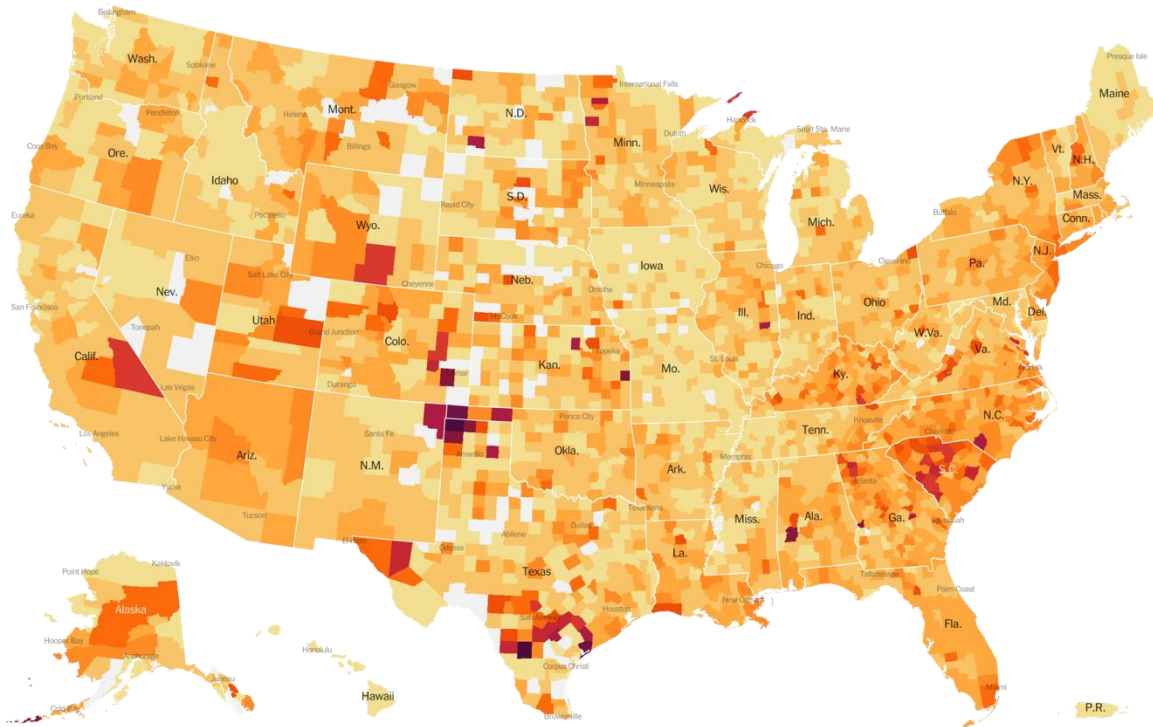 Bellingham
Wash.
Spokane
Glasgow
International Falls
Presque Isle
Maine
Portland
Pendleton
Helena
Mont.
N.D.
Hancock
Sault Ste. Marie
Billings
Minn.
Duluth
Coos Bay
Ore.
Idaho
Vt.
N.H.
Minneapolis
Wis.
N.Y.
Mass.
Eureka
Pocatello
Wyo.
Rapid City
S.D.
Mich.
Buffalo
Conn.
Elko
Salt Lake City
Cheyenne
Neb.
Iowa
Chicago
Cleveland
Pa.
N.J.
San Francisco
Nev.
Omaha
Ohio
Md.
Tonopah
Utah
Grand Junction
Colo.
McCook
Ill.
Ind.
W.Va.
Del.
Calif.
Kan.
Topeka
St. Louis
Va.
Norfolk
Las Vegas
Durango
Mo.
Ky.
Los Angeles
Lake Havasu City
Santa Fe
Ponca City
Knoxville
N.C.
Charlotte
Ariz.
N.M.
Amarillo
Okla.
Ark.
Memphis
Tenn.
S.C.
Yuma
Atlanta
Tucson
Texarkana
Miss.
Ala.
Ga.
Savannah
El Paso
Odessa
Abilene
Dallas
La.
Tallahassee
Kaktovik
Point Hope
Texas
Houston
New Orleans
Palm Coast
Alaska
San Antonio
Fla.
Hooper Bay
Anchorage
Honolulu
Corpus Christi
Juneau
Miami
Cold Bay
Hawaii
Brownsville
P.R.